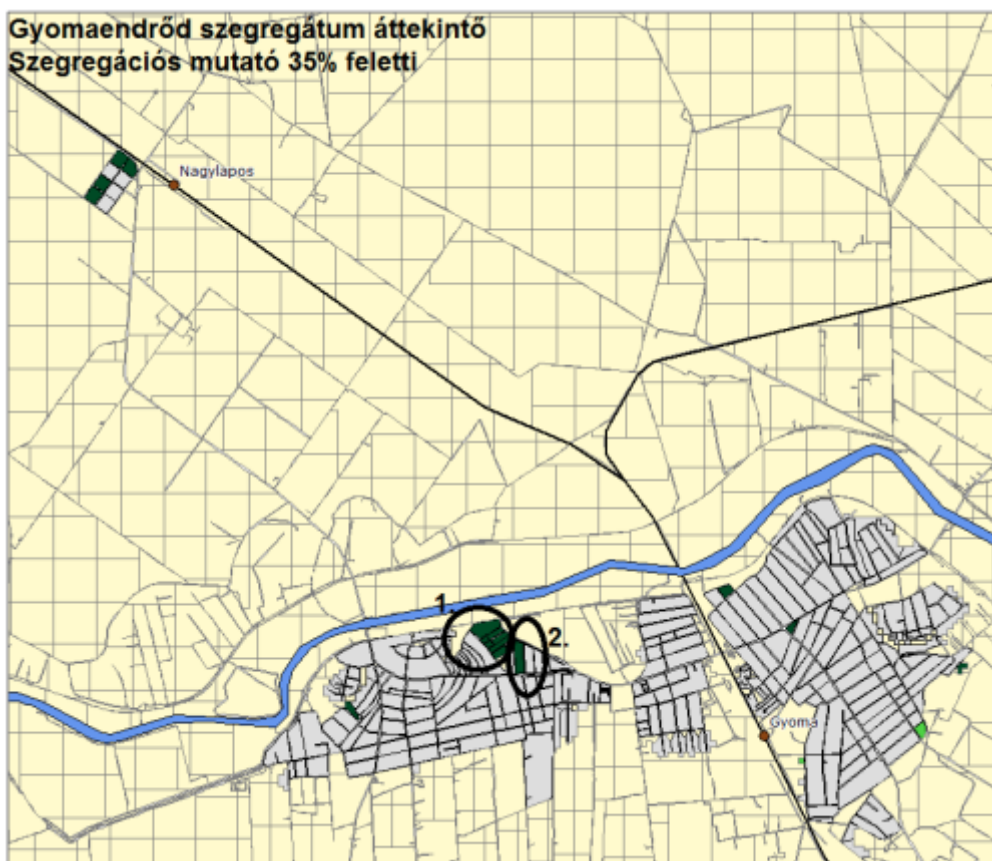 Gyomaendrőd szegregátum áttekintő
Szegregációs mutató 35% feletti
Nagylapos
1.
2.
Gyoma